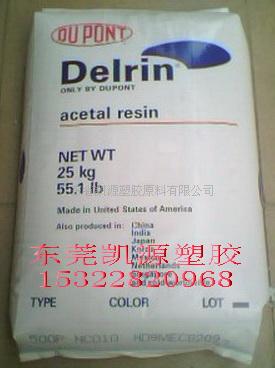 DU PONT
Delrin
ONLY BY DUPONT
acetal resin
NET WT
25 kg
55.1 lb
Made in United States of America
Also produced in: China
India
Japan
Netherlands
东莞凯源塑胶
15322820968
TYPE COLOR LOT
500P NC010